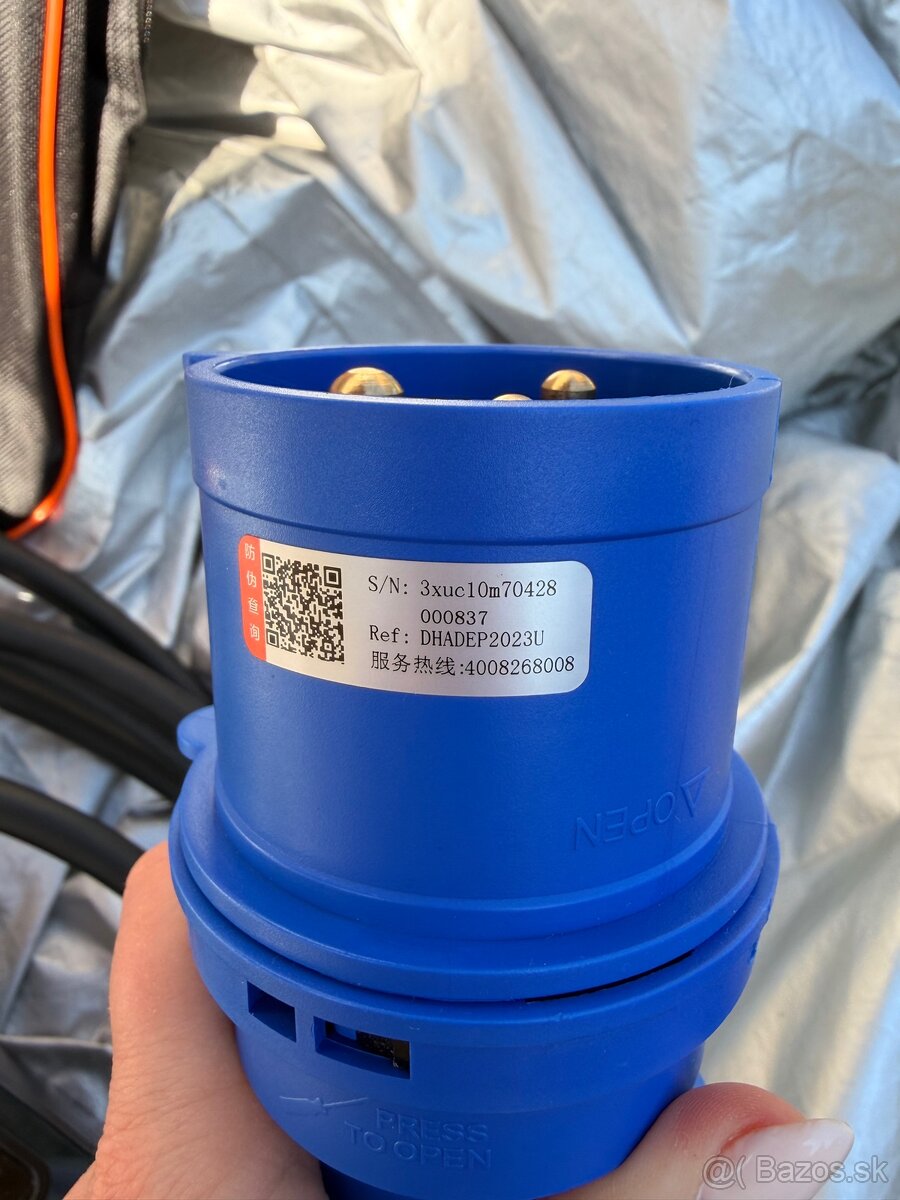 防伪查询
S/N: 3xuc10m70428
000837
Ref: DHADEP2023U
服务热线:4008268008
OPEN
PRESS
TO OPEN
@( Bazos.sk